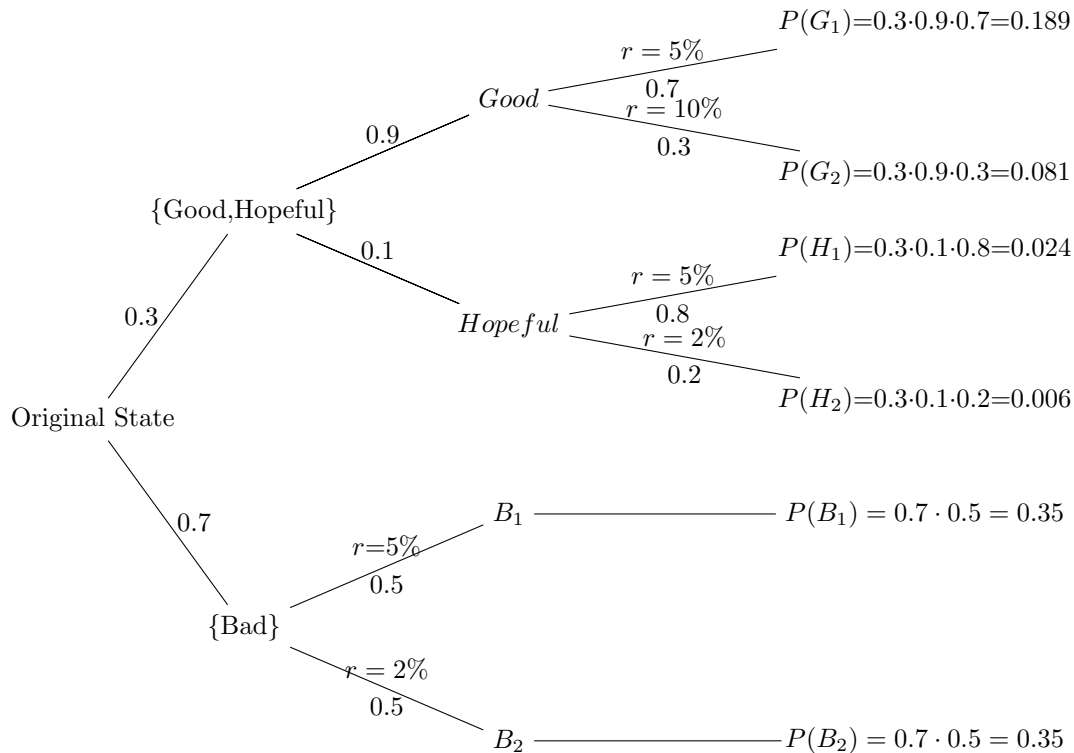 P(G₁)=0.3·0.9·0.7=0.189
r = 5%
0.7
Good
r = 10%
0.3
0.9
P(G₂)=0.3·0.9·0.3=0.081
{Good,Hopeful}
0.1
P(H₁)=0.3·0.1·0.8=0.024
r = 5%
0.8
Hopeful
r = 2%
0.2
0.3
P(H₂)=0.3·0.1·0.2=0.006
Original State
0.7
B₁
P(B₁) = 0.7 · 0.5 = 0.35
r=5%
0.5
{Bad}
r = 2%
0.5
B₂
P(B₂) = 0.7 · 0.5 = 0.35